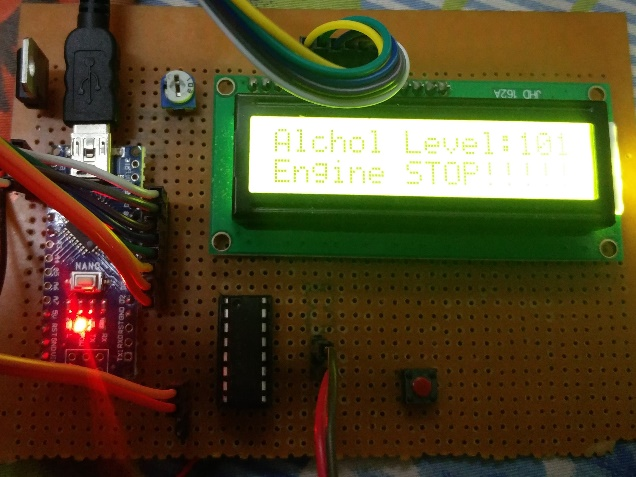 JHD 162A
Alchol Level:101
Engine STOP!!!!!
NANO